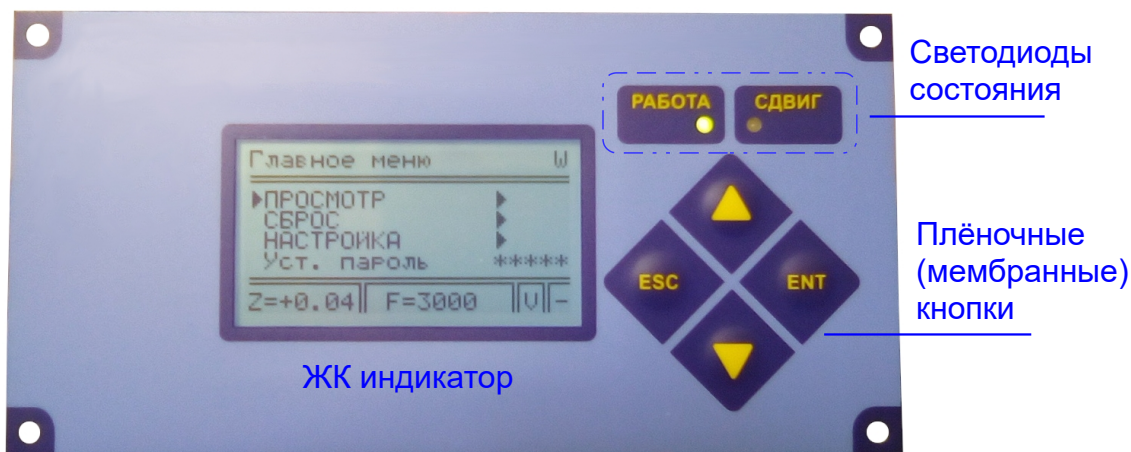 Светодиоды
состояния
РАБОТА
СДВИГ
Главное меню W
ПРОСМОТР
СБРОС
НАСТРОЙКА
Уст. пароль *****
Z=+0.04 F=3000 V -
ESC
ENT
Плёночные
(мембранные)
кнопки
ЖК индикатор